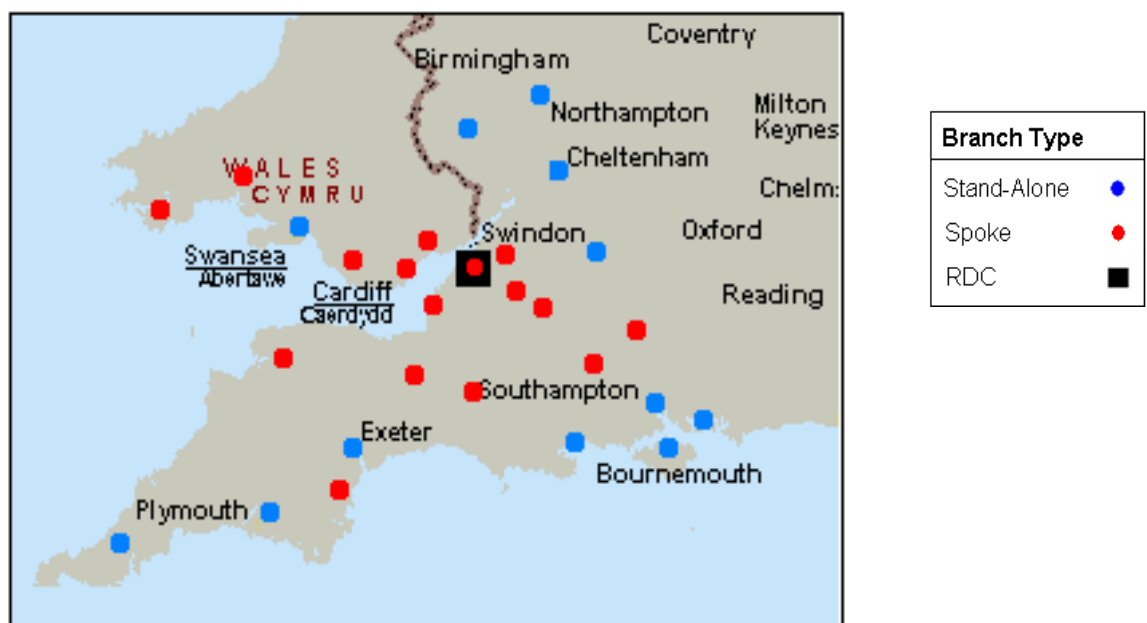 Coventry
Birmingham
Northampton
Milton
Keynes
Cheltenham
WALES
CYMRU
Chelm:
Swindon
Oxford
Swansea
Abertawe
Cardiff
Caerdydd
Reading
Southampton
Exeter
Bournemouth
Plymouth
Branch Type
Stand-Alone
Spoke
RDC